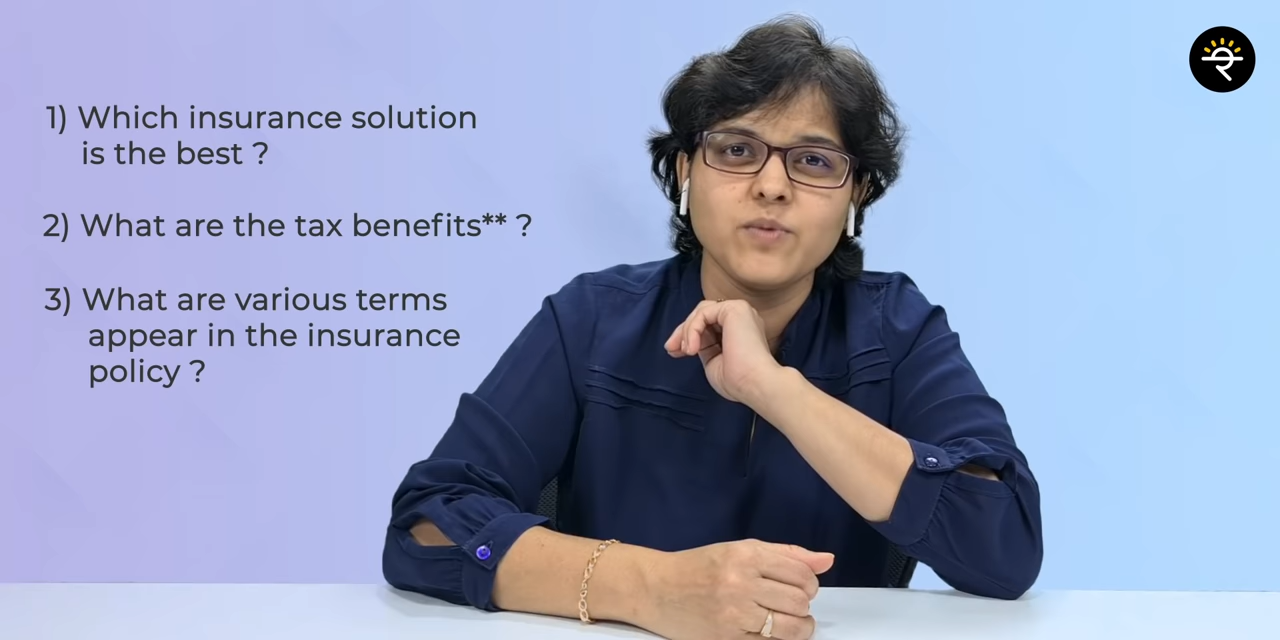 1) Which insurance solution
is the best ?
2) What are the tax benefits** ?
3) What are various terms
appear in the insurance
policy ?